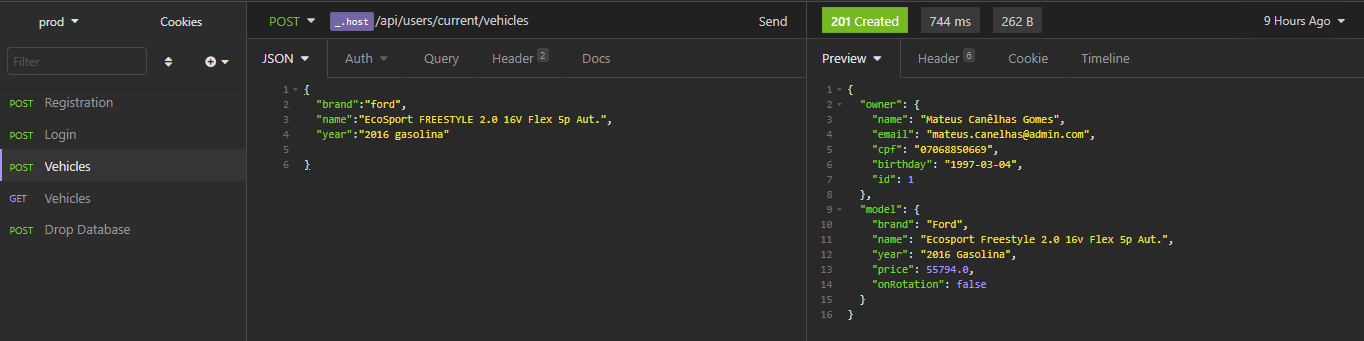 prod
Cookies
Filter
POST Registration
POST Login
POST Vehicles
GET Vehicles
POST Drop Database
POST _.host /api/users/current/vehicles Send
JSON Auth Query Header 2 Docs
1 {
2 "brand":"ford",
3 "name":"EcoSport FREESTYLE 2.0 16V Flex 5p Aut.",
4 "year":"2016 gasolina"
5
6 }
201 Created 744 ms 262 B 9 Hours Ago
Preview Header 6 Cookie Timeline
1 {
2 "owner": {
3 "name": "Mateus Canêlhas Gomes",
4 "email": "mateus.canelhas@admin.com",
5 "cpf": "07068850669",
6 "birthday": "1997-03-04",
7 "id": 1
8 },
9 "model": {
10 "brand": "Ford",
11 "name": "Ecosport Freestyle 2.0 16v Flex 5p Aut.",
12 "year": "2016 Gasolina",
13 "price": 55794.0,
14 "onRotation": false
15 }
16 }